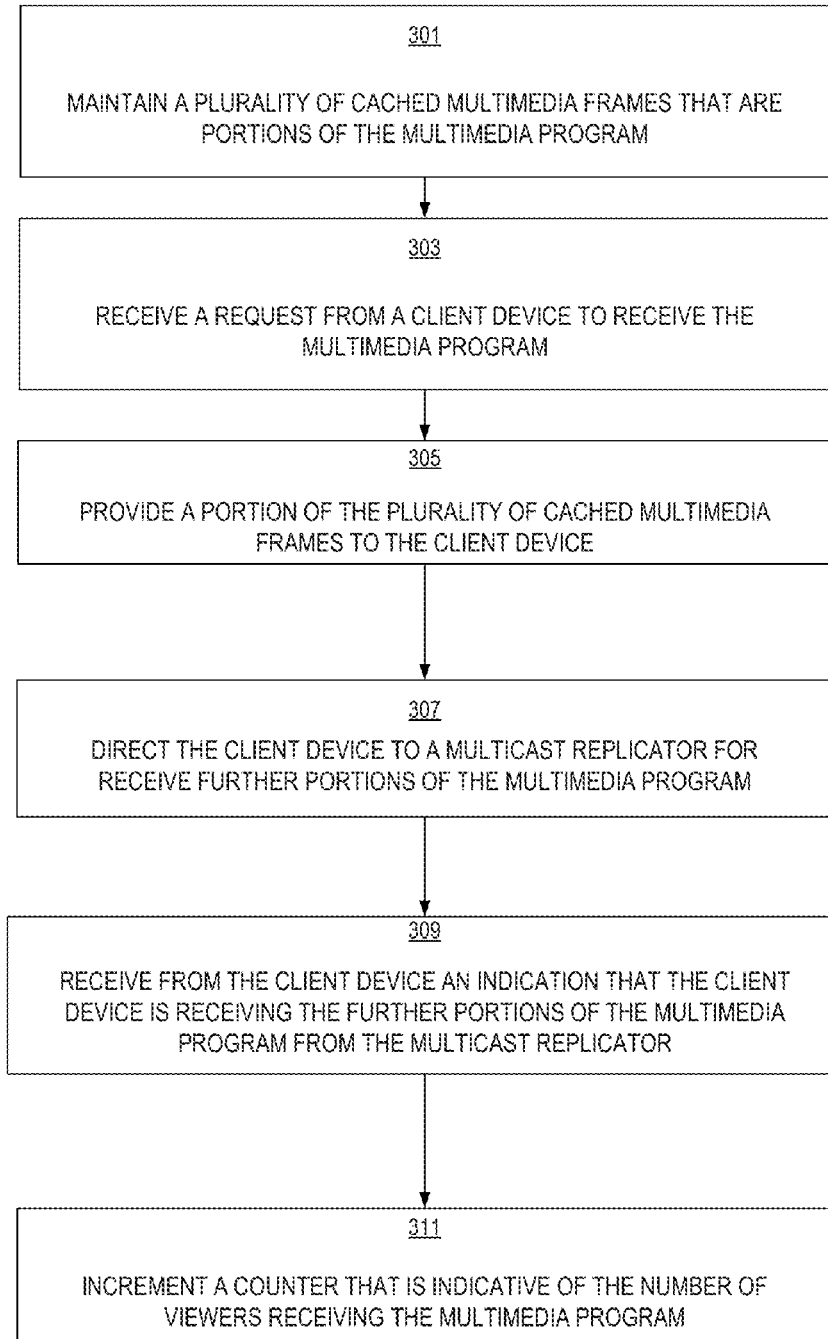 301
MAINTAIN A PLURALITY OF CACHED MULTIMEDIA FRAMES THAT ARE
PORTIONS OF THE MULTIMEDIA PROGRAM
303
RECEIVE A REQUEST FROM A CLIENT DEVICE TO RECEIVE THE
MULTIMEDIA PROGRAM
305
PROVIDE A PORTION OF THE PLURALITY OF CACHED MULTIMEDIA
FRAMES TO THE CLIENT DEVICE
307
DIRECT THE CLIENT DEVICE TO A MULTICAST REPLICATOR FOR
RECEIVE FURTHER PORTIONS OF THE MULTIMEDIA PROGRAM
309
RECEIVE FROM THE CLIENT DEVICE AN INDICATION THAT THE CLIENT
DEVICE IS RECEIVING THE FURTHER PORTIONS OF THE MULTIMEDIA
PROGRAM FROM THE MULTICAST REPLICATOR
311
INCREMENT A COUNTER THAT IS INDICATIVE OF THE NUMBER OF
VIEWERS RECEIVING THE MULTIMEDIA PROGRAM